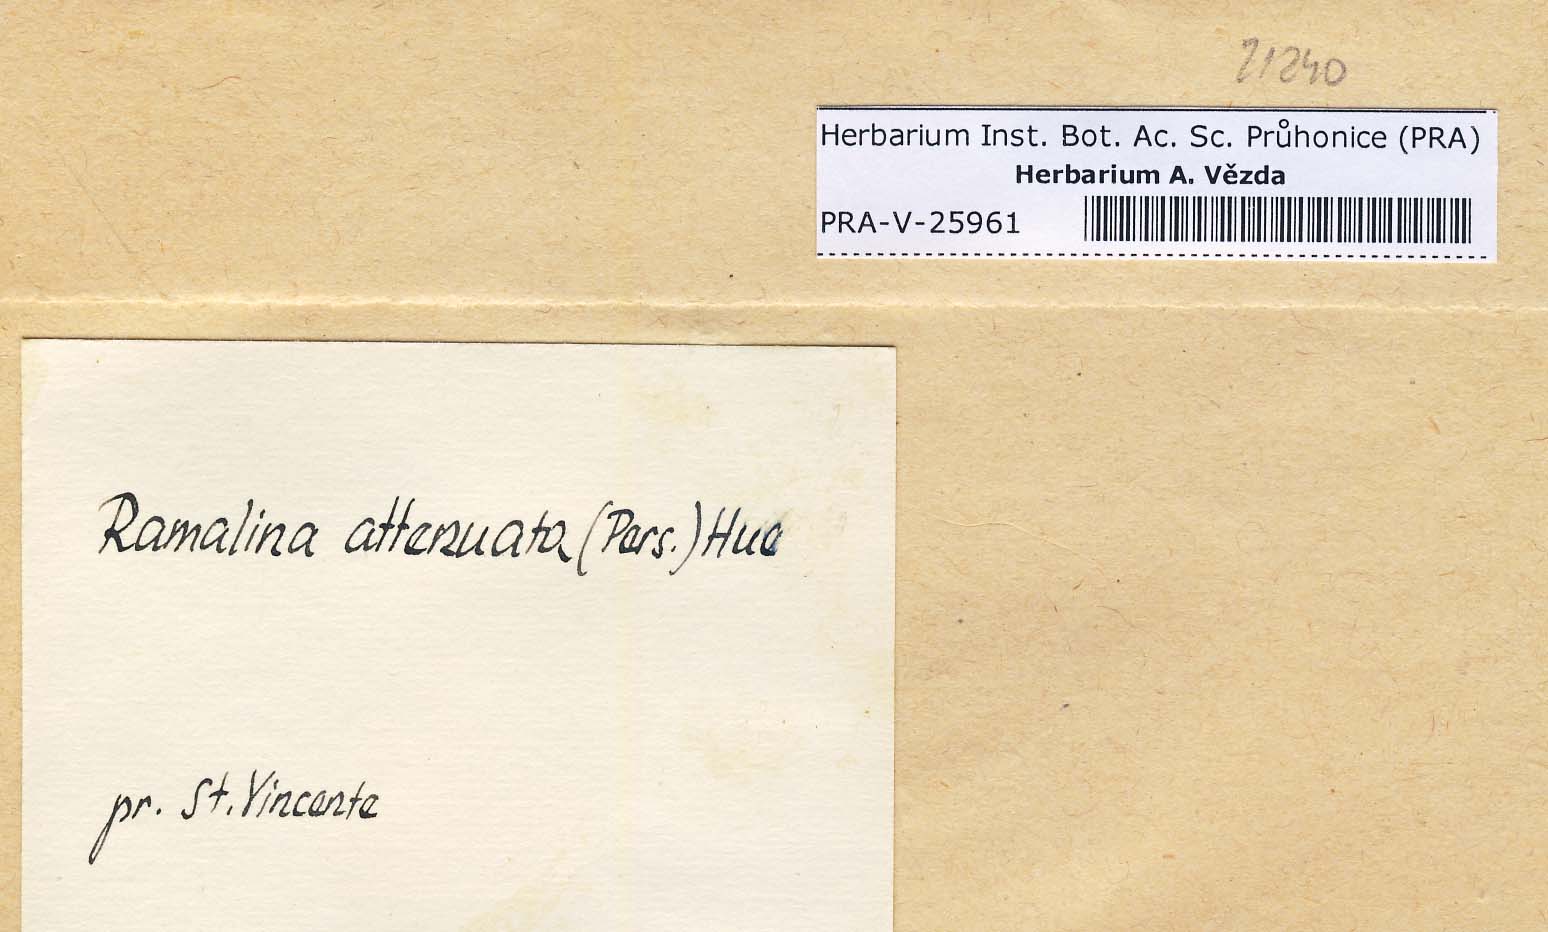 21240
Herbarium Inst. Bot. Ac. Sc. Průhonice (PRA)
Herbarium A. Vězda
PRA-V-25961
Ramalina attenuata (Pers.) Hue
pr. St. Vincente